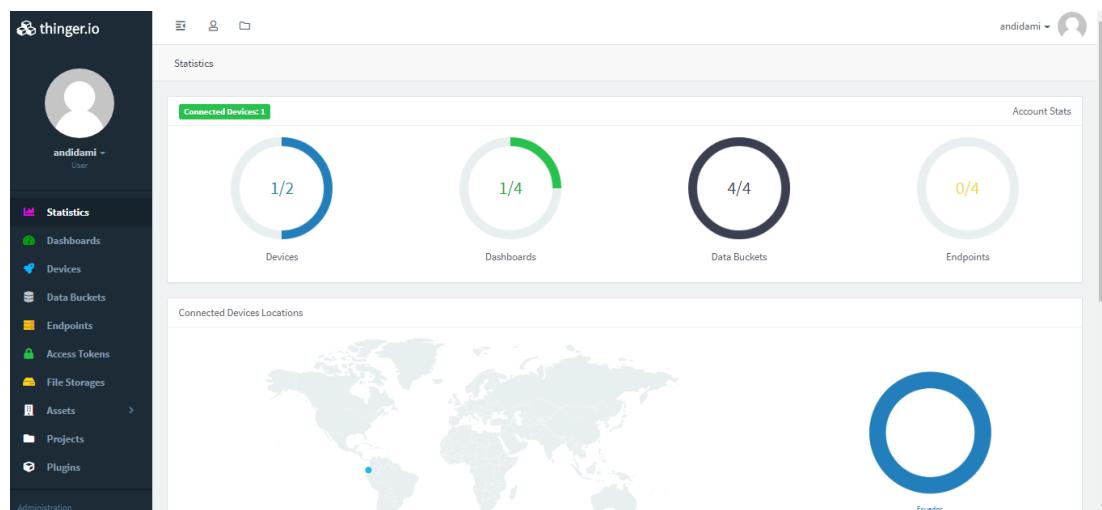 thinger.io
andidami
Statistics
andidami
User
Connected Devices: 1
Account Stats
1/2
1/4
4/4
0/4
Devices
Dashboards
Data Buckets
Endpoints
Statistics
Dashboards
Devices
Data Buckets
Endpoints
Access Tokens
File Storages
Assets
Projects
Plugins
Administration
Connected Devices Locations
Ecuador